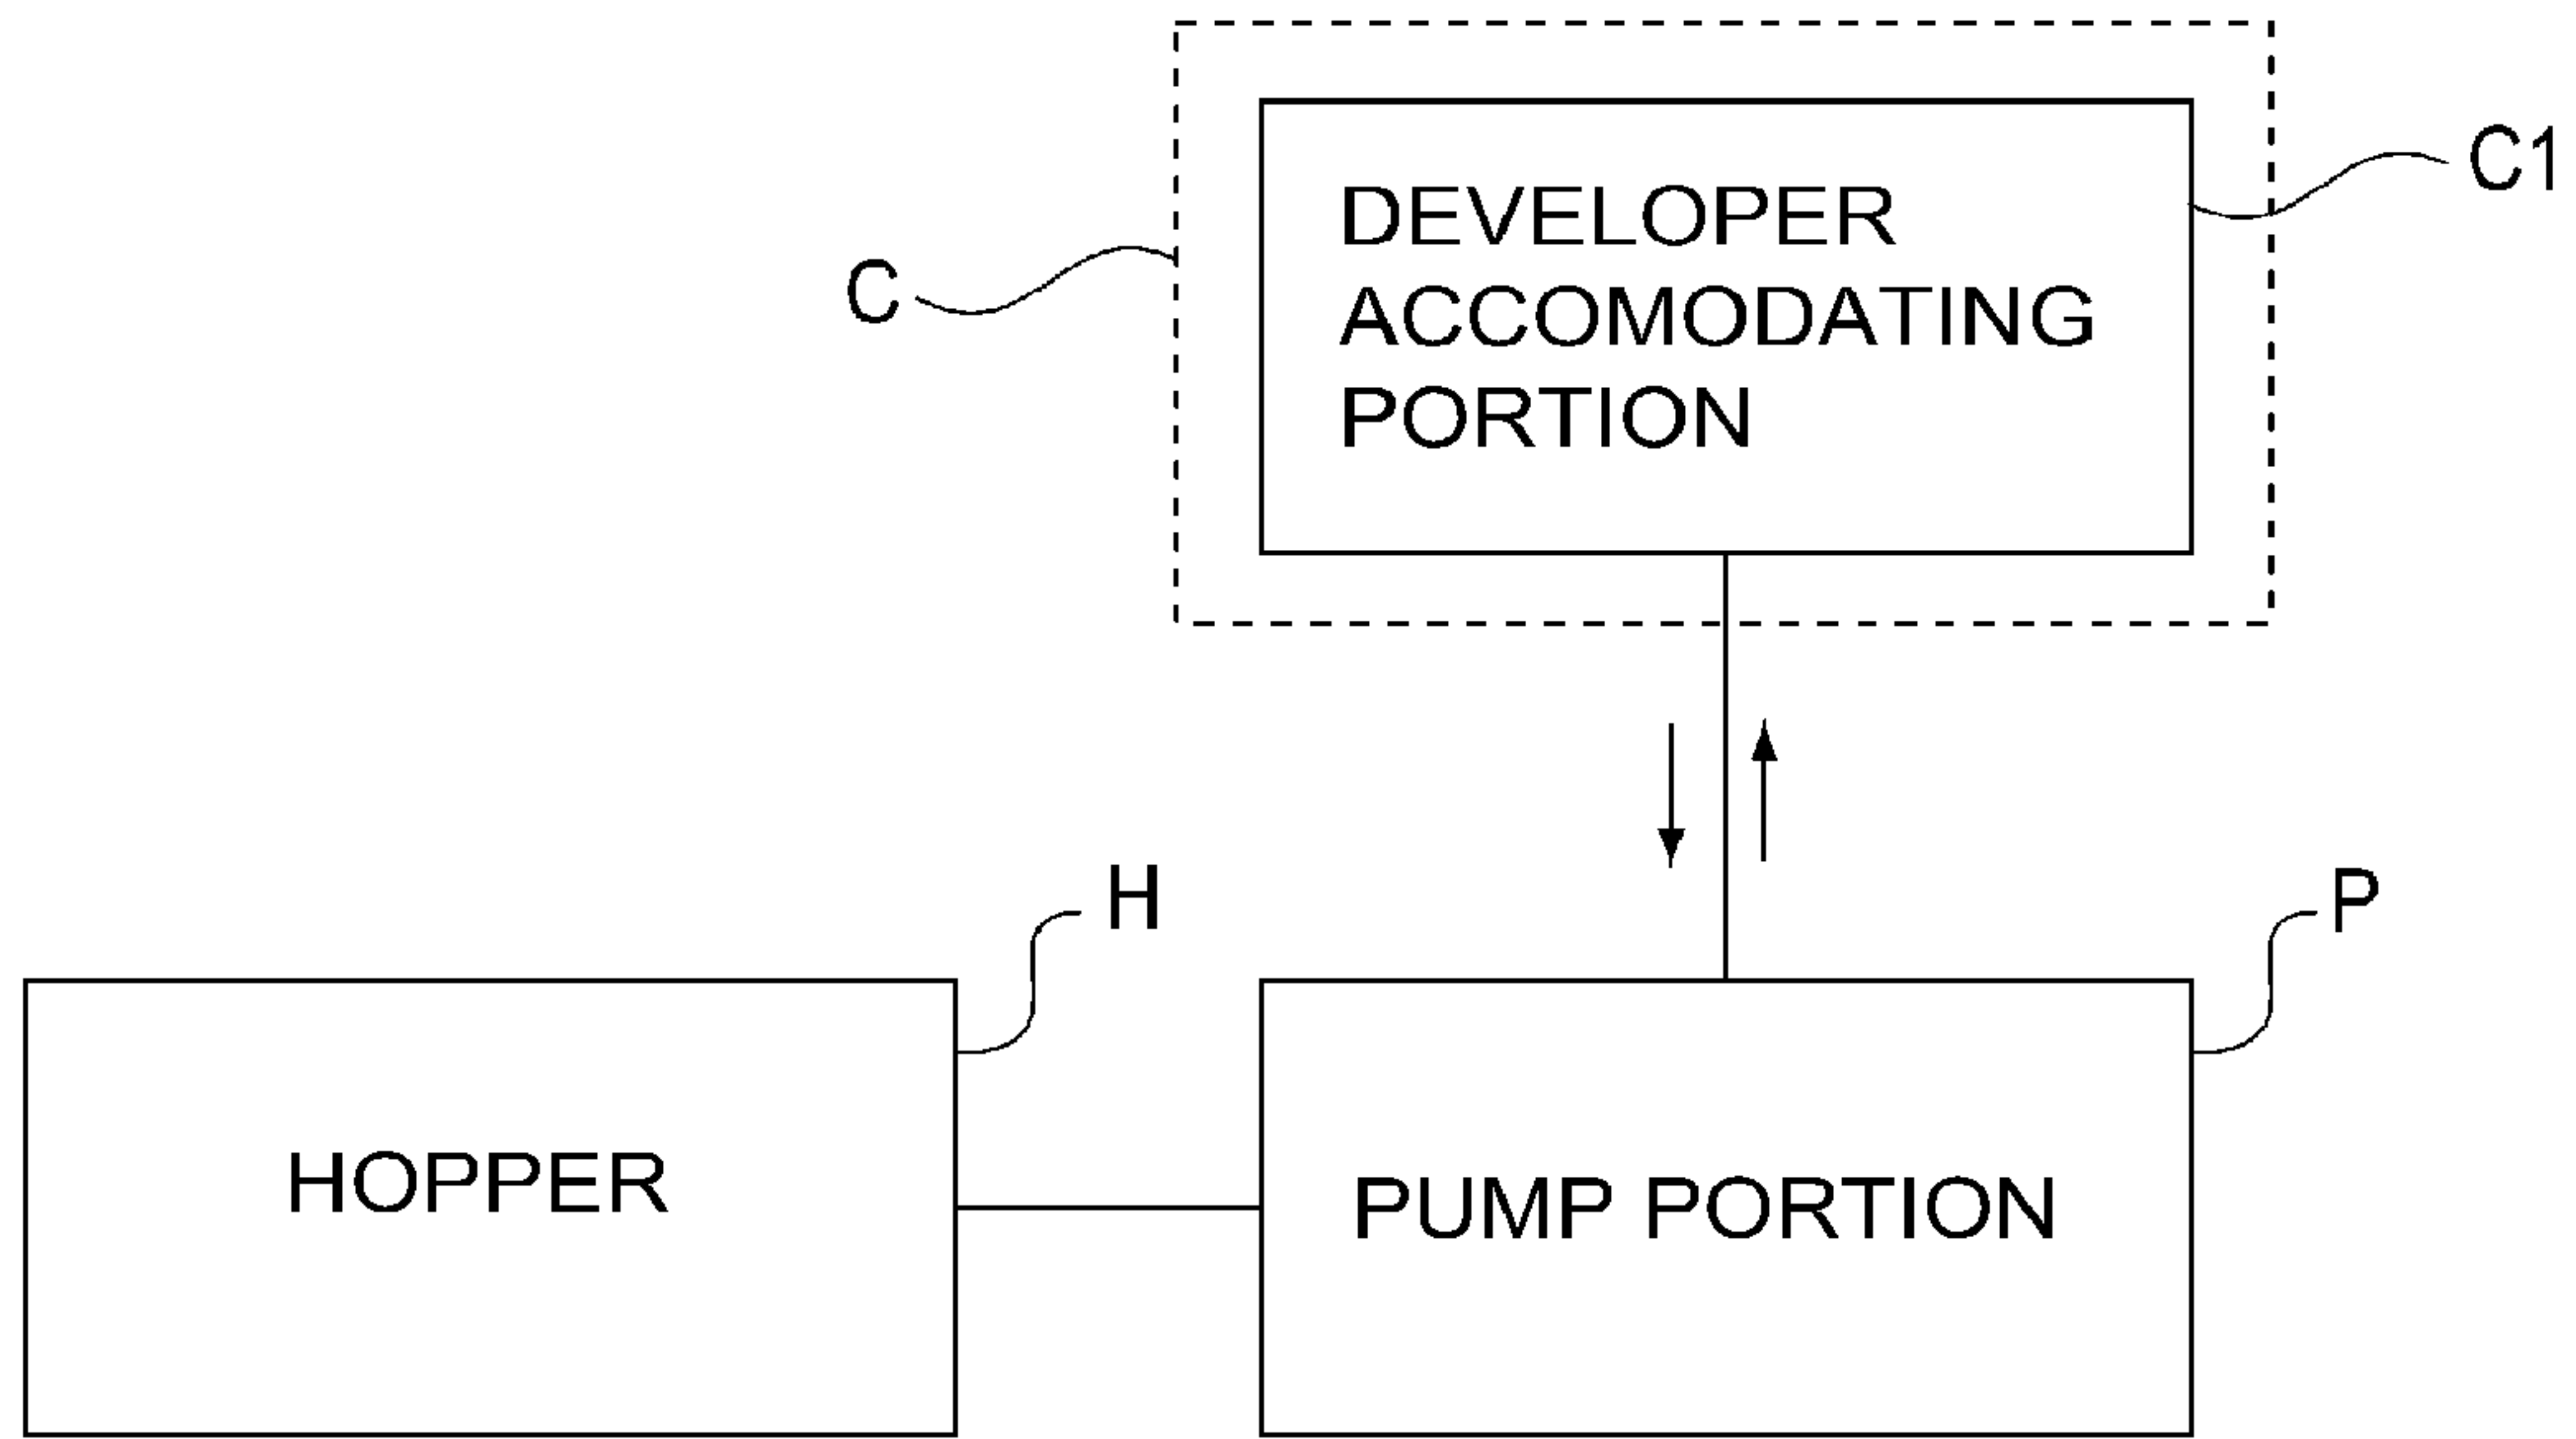 C1
DEVELOPER
ACCOMODATING
PORTION
C
H
P
HOPPER
PUMP PORTION